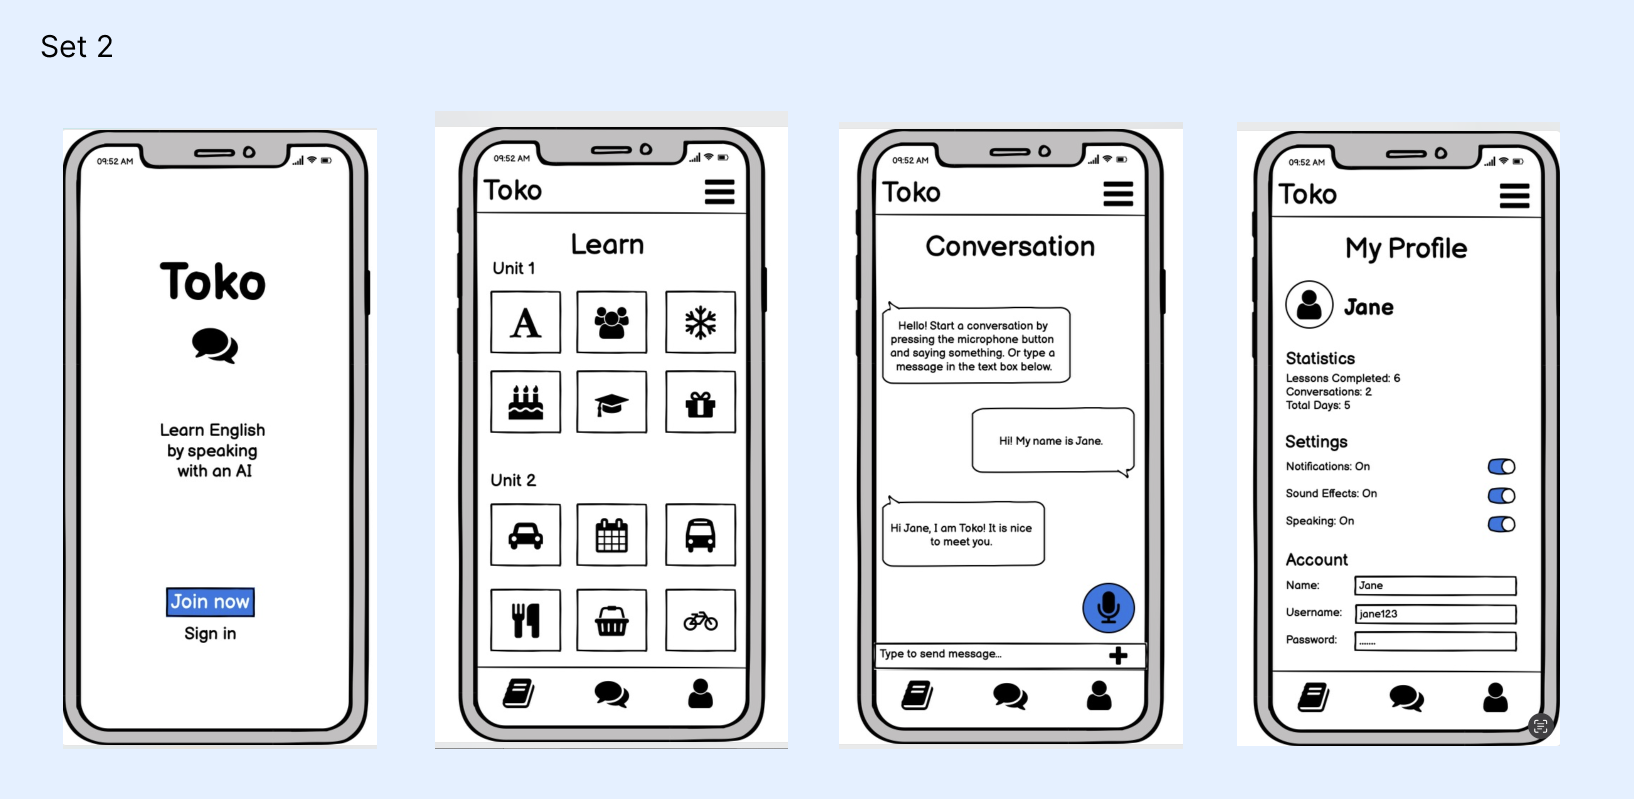 Set 2
09:52 AM
Toko
Learn English
by speaking
with an AI
Join now
Sign in
09:52 AM
Toko
Learn
Unit 1
A
Unit 2
09:52 AM
Toko
Conversation
Hello! Start a conversation by
pressing the microphone button
and saying something. Or type a
message in the text box below.
Hi! My name is Jane.
Hi Jane, I am Toko! It is nice
to meet you.
Type to send message...
09:52 AM
Toko
My Profile
Jane
Statistics
Lessons Completed: 6
Conversations: 2
Total Days: 5
Settings
Notifications: On
Sound Effects: On
Speaking: On
Account
Name: Jane
Username: jane123
Password: .......